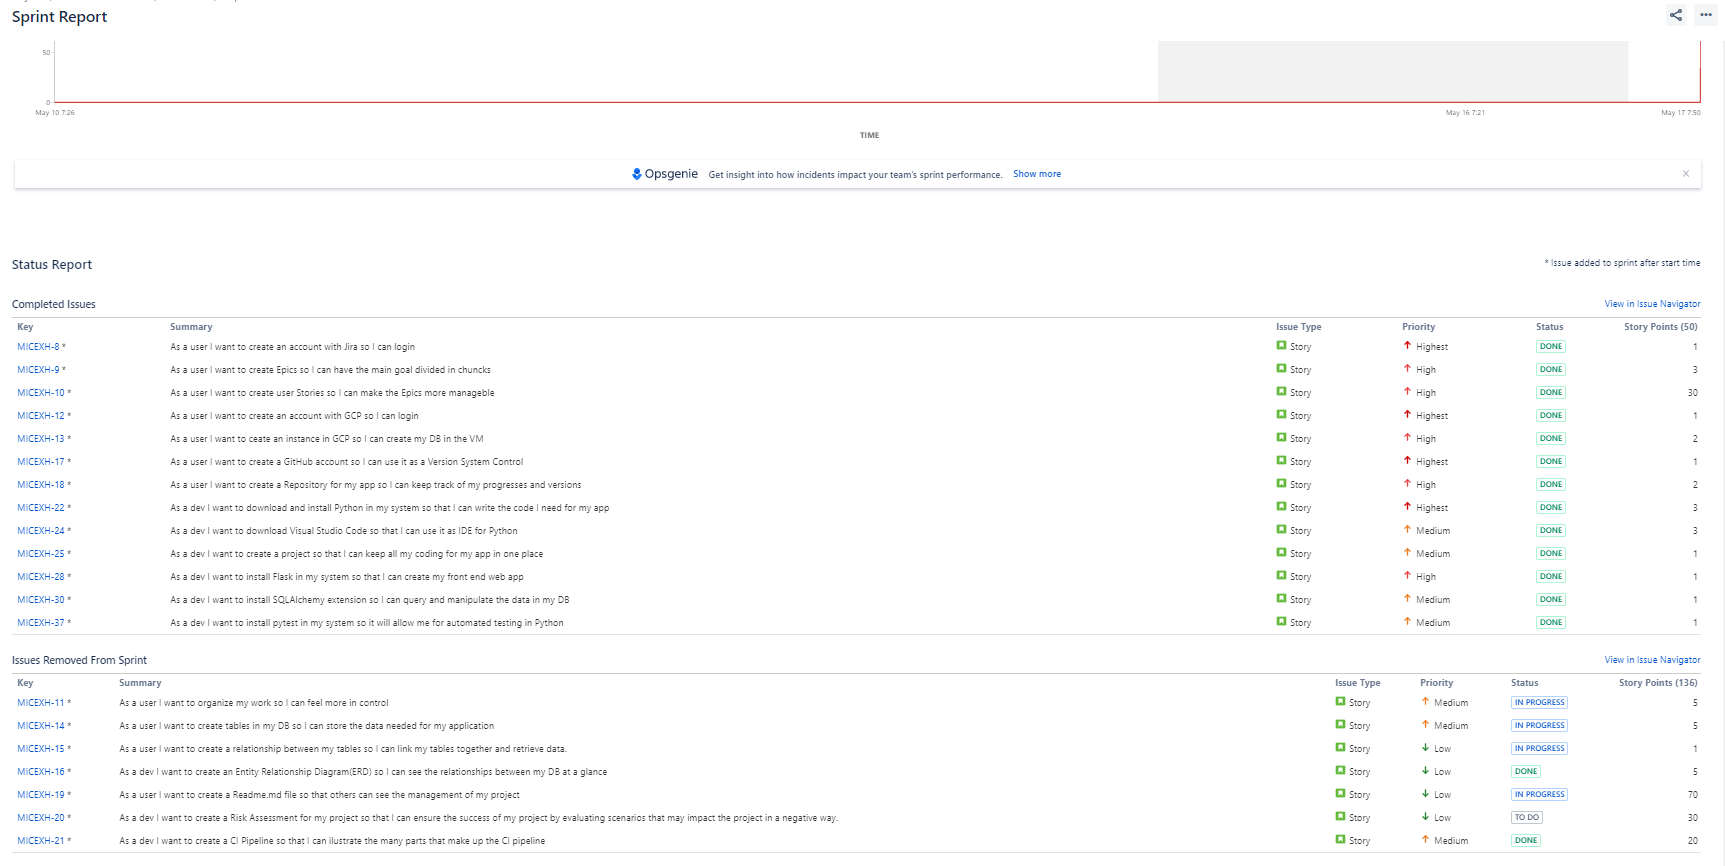 Sprint Report
50
0
May 10 7:26
May 16 7:21
May 17 7:50
TIME
Opsgenie Get insight into how incidents impact your team's sprint performance. Show more
Status Report
* Issue added to sprint after start time
Completed Issues
View in Issue Navigator
Key Summary Issue Type Priority Status Story Points (50)
MICEXH-8 * As a user I want to create an account with Jira so I can login Story Highest DONE 1
MICEXH-9 * As a user I want to create Epics so I can have the main goal divided in chuncks Story High DONE 3
MICEXH-10 * As a user I want to create user Stories so I can make the Epics more manageble Story High DONE 30
MICEXH-12 * As a user I want to create an account with GCP so I can login Story Highest DONE 1
MICEXH-13 * As a user I want to ceate an instance in GCP so I can create my DB in the VM Story High DONE 2
MICEXH-17 * As a user I want to create a GitHub account so I can use it as a Version System Control Story Highest DONE 1
MICEXH-18 * As a user I want to create a Repository for my app so I can keep track of my progresses and versions Story High DONE 2
MICEXH-22 * As a dev I want to download and install Python in my system so that I can write the code I need for my app Story Highest DONE 3
MICEXH-24 * As a dev I want to download Visual Studio Code so that I can use it as IDE for Python Story Medium DONE 3
MICEXH-25 * As a dev I want to create a project so that I can keep all my coding for my app in one place Story Medium DONE 1
MICEXH-28 * As a dev I want to install Flask in my system so that I can create my front end web app Story High DONE 1
MICEXH-30 * As a dev I want to install SQLAlchemy extension so I can query and manipulate the data in my DB Story Medium DONE 1
MICEXH-37 * As a dev I want to install pytest in my system so it will allow me for automated testing in Python Story Medium DONE 1
Issues Removed From Sprint
View in Issue Navigator
Key Summary Issue Type Priority Status Story Points (136)
MICEXH-11 * As a user I want to organize my work so I can feel more in control Story Medium IN PROGRESS 5
MICEXH-14 * As a user I want to create tables in my DB so I can store the data needed for my application Story Medium IN PROGRESS 5
MICEXH-15 * As a user I want to create a relationship between my tables so I can link my tables together and retrieve data. Story Low IN PROGRESS 1
MICEXH-16 * As a dev I want to create an Entity Relationship Diagram(ERD) so I can see the relationships between my DB at a glance Story Low DONE 5
MICEXH-19 * As a user I want to create a Readme.md file so that others can see the management of my project Story Low IN PROGRESS 70
MICEXH-20 * As a dev I want to create a Risk Assessment for my project so that I can ensure the success of my project by evaluating scenarios that may impact the project in a negative way. Story Low TO DO 30
MICEXH-21 * As a dev I want to create a CI Pipeline so that I can ilustrate the many parts that make up the CI pipeline Story Medium DONE 20